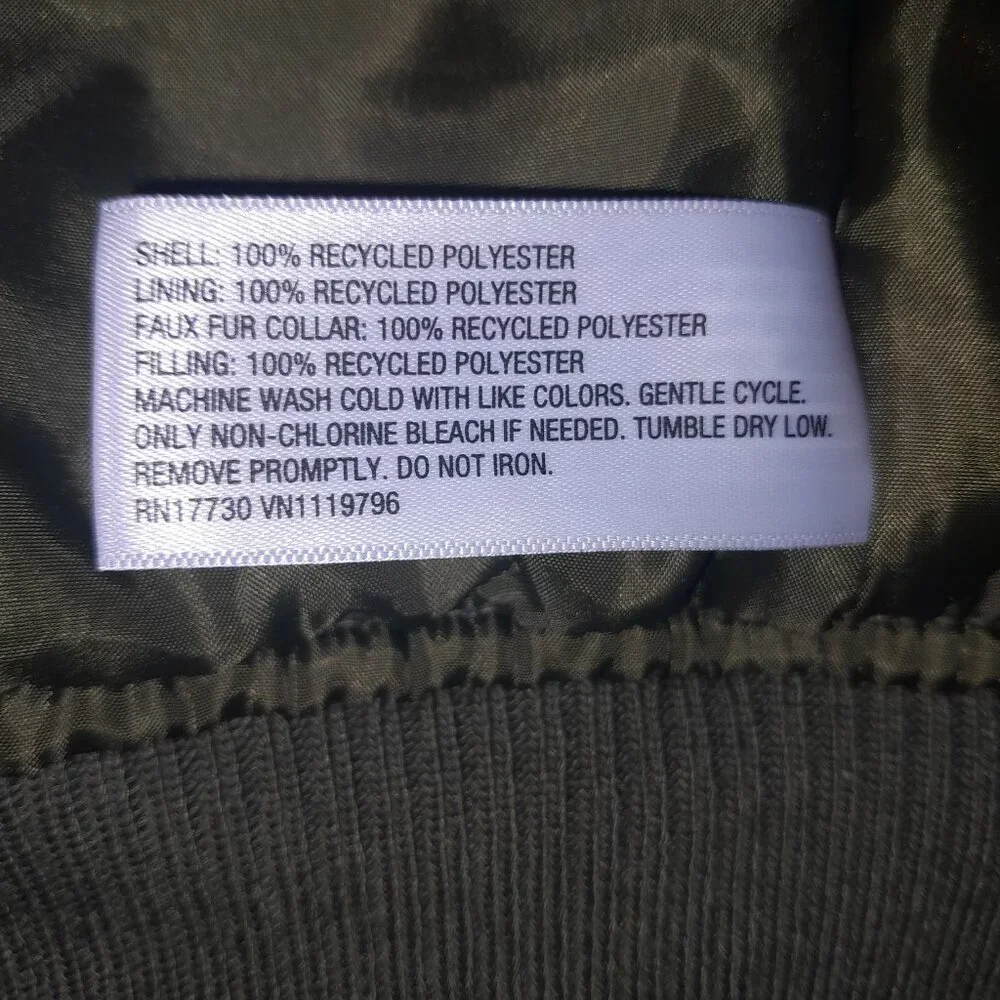 SHELL: 100% RECYCLED POLYESTER
LINING: 100% RECYCLED POLYESTER
FAUX FUR COLLAR: 100% RECYCLED POLYESTER
FILLING: 100% RECYCLED POLYESTER
MACHINE WASH COLD WITH LIKE COLORS. GENTLE CYCLE.
ONLY NON-CHLORINE BLEACH IF NEEDED. TUMBLE DRY LOW.
REMOVE PROMPTLY. DO NOT IRON.
RN17730 VN1119796